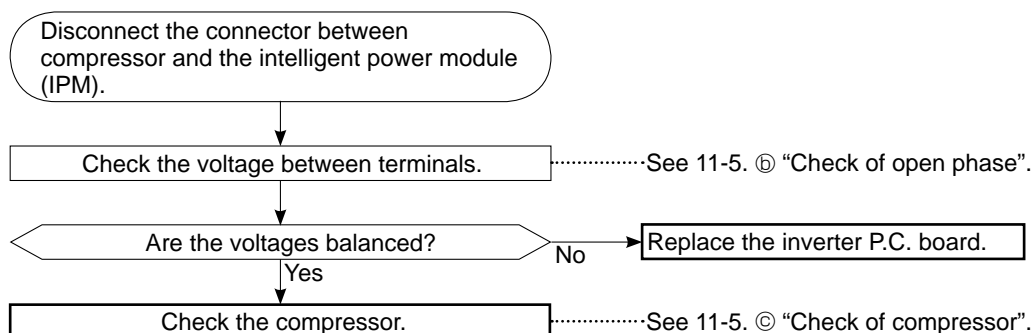 Disconnect the connector between
compressor and the intelligent power module
(IPM).
Check the voltage between terminals.
See 11-5. ⓑ “Check of open phase”.
Are the voltages balanced?
No
Replace the inverter P.C. board.
Yes
Check the compressor.
See 11-5. ⓒ “Check of compressor”.